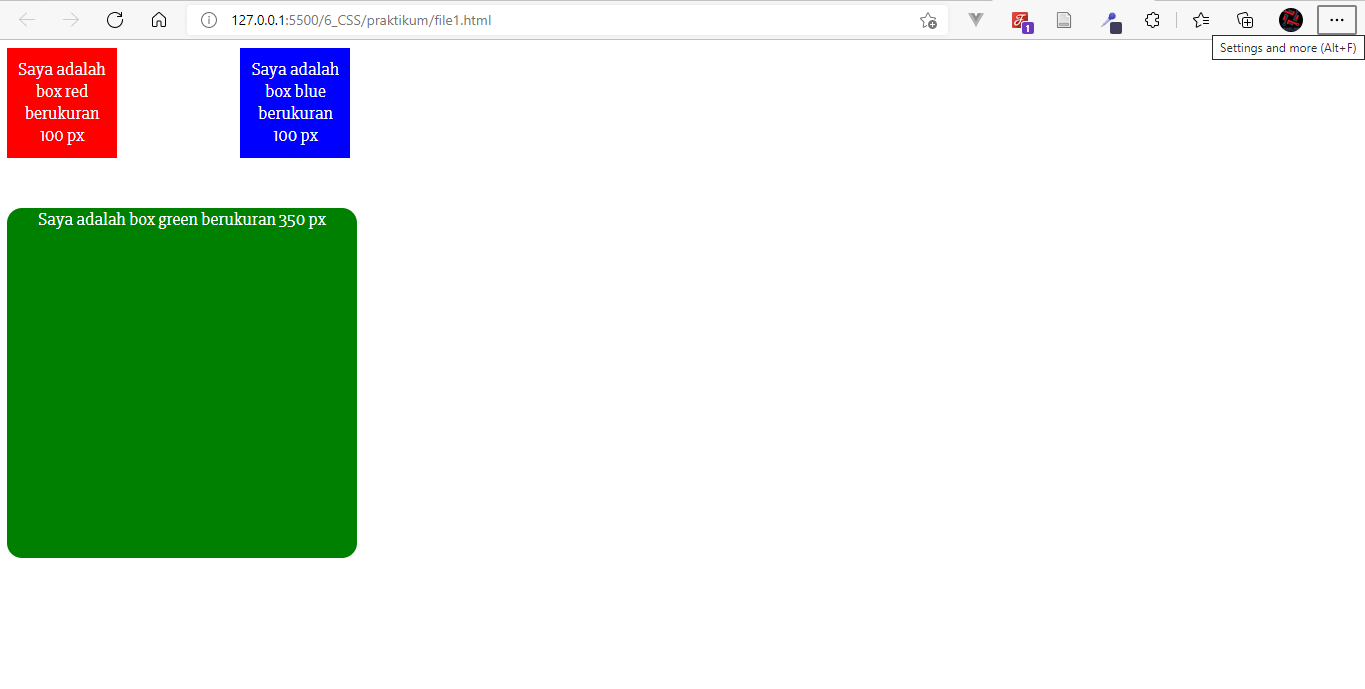 127.0.0.1:5500/6_CSS/praktikum/file1.html
1
Settings and more (Alt+F)
Saya adalah
box red
berukuran
100 px
Saya adalah
box blue
berukuran
100 px
Saya adalah box green berukuran 350 px